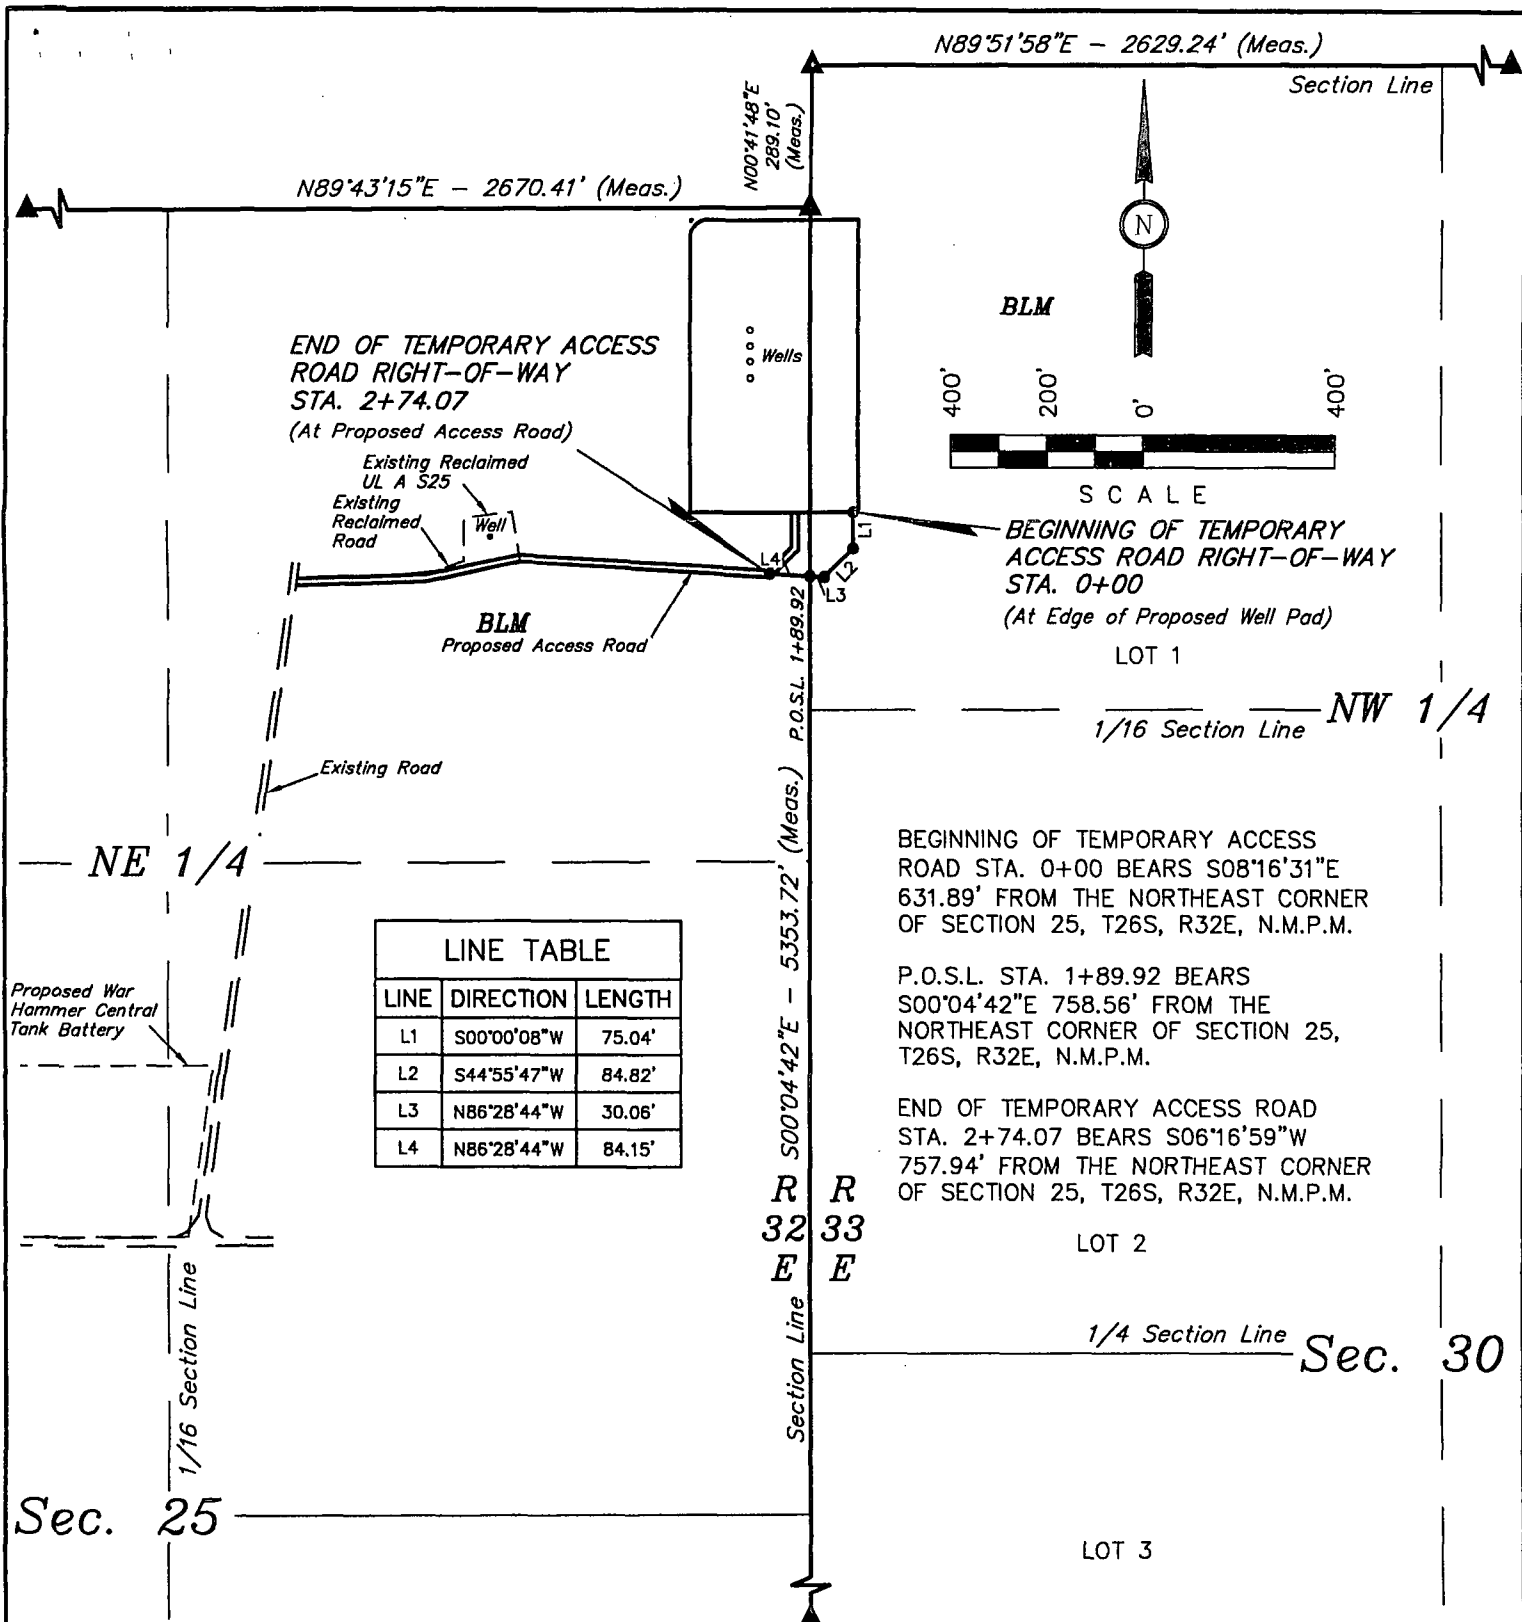 N89°51'58"E - 2629.24' (Meas.)
Section Line
N00°41'48"E
289.10'
(Meas.)
N89°43'15"E - 2670.41' (Meas.)
N
BLM
END OF TEMPORARY ACCESS
ROAD RIGHT-OF-WAY
STA. 2+74.07
(At Proposed Access Road)
Wells
400'
200'
0'
400'
SCALE
Existing Reclaimed
UL A S25
Existing
Reclaimed
Road
Well
L1
L2
L3
L4
BEGINNING OF TEMPORARY
ACCESS ROAD RIGHT-OF-WAY
STA. 0+00
(At Edge of Proposed Well Pad)
BLM
Proposed Access Road
LOT 1
P.O.S.L. 1+89.92
NW 1/4
1/16 Section Line
Existing Road
NE 1/4
S00°04'42"E - 5353.72' (Meas.)
BEGINNING OF TEMPORARY ACCESS
ROAD STA. 0+00 BEARS S08°16'31"E
631.89' FROM THE NORTHEAST CORNER
OF SECTION 25, T26S, R32E, N.M.P.M.
P.O.S.L. STA. 1+89.92 BEARS
S00°04'42"E 758.56' FROM THE
NORTHEAST CORNER OF SECTION 25,
T26S, R32E, N.M.P.M.
END OF TEMPORARY ACCESS ROAD
STA. 2+74.07 BEARS S06°16'59"W
757.94' FROM THE NORTHEAST CORNER
OF SECTION 25, T26S, R32E, N.M.P.M.
LINE TABLE
LINE DIRECTION LENGTH
L1 S00°00'08"W 75.04'
L2 S44°55'47"W 84.82'
L3 N86°28'44"W 30.06'
L4 N86°28'44"W 84.15'
Proposed War
Hammer Central
Tank Battery
R R
32 33
E E
LOT 2
1/16 Section Line
Section Line
1/4 Section Line
Sec. 30
Sec. 25
LOT 3